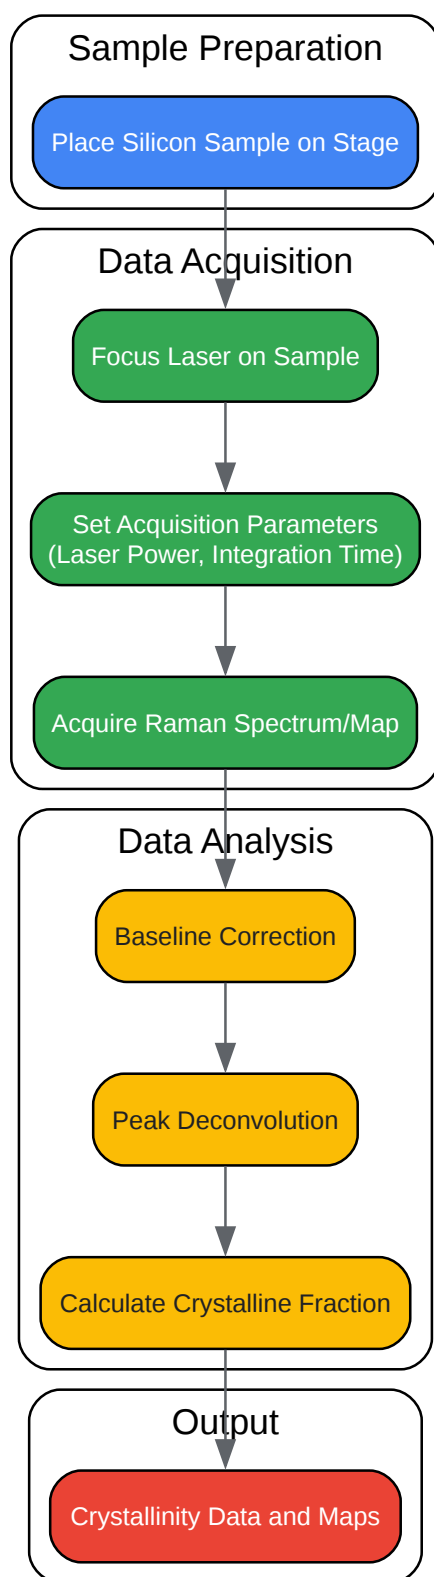 Sample Preparation
Place Silicon Sample on Stage
Data Acquisition
Focus Laser on Sample
Set Acquisition Parameters
(Laser Power, Integration Time)
Acquire Raman Spectrum/Map
Data Analysis
Baseline Correction
Peak Deconvolution
Calculate Crystalline Fraction
Output
Crystallinity Data and Maps